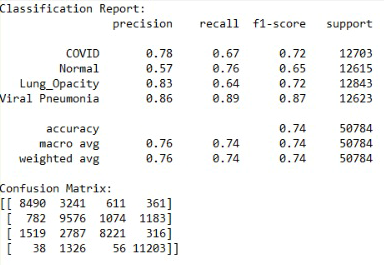 Classification Report:
precision recall f1-score support
COVID 0.78 0.67 0.72 12703
Normal 0.57 0.76 0.65 12615
Lung_Opacity 0.83 0.64 0.72 12843
Viral Pneumonia 0.86 0.89 0.87 12623
accuracy 0.74 50784
macro avg 0.76 0.74 0.74 50784
weighted avg 0.76 0.74 0.74 50784
Confusion Matrix:
[[ 8490 3241 611 361]
[ 782 9576 1074 1183]
[ 1519 2787 8221 316]
[ 38 1326 56 11203]]